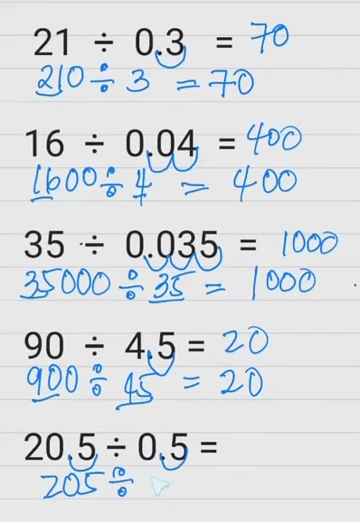 21 ÷ 0.3 = 70
210 ÷ 3 = 70
16 ÷ 0.04 = 400
1600 ÷ 4 = 400
35 ÷ 0.035 = 1000
35000 ÷ 35 = 1000
90 ÷ 4.5 = 20
900 ÷ 45 = 20
20.5 ÷ 0.5 =
205 ÷